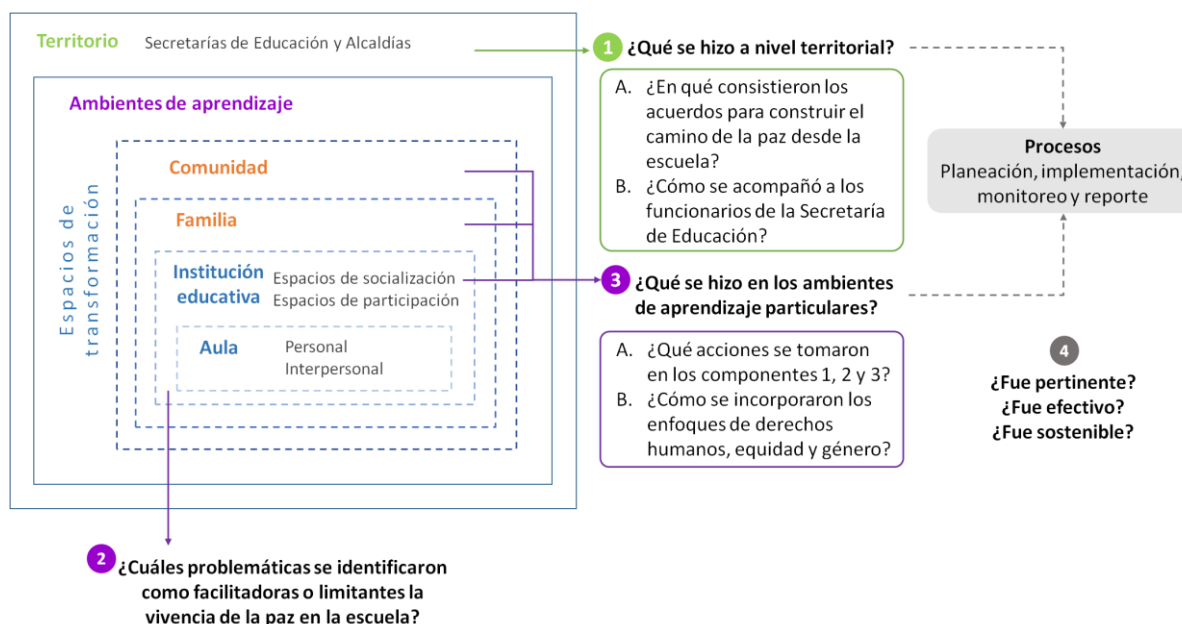 Territorio Secretarías de Educación y Alcaldías
Ambientes de aprendizaje
Espacios de
transformación
Comunidad
Familia
Institución
educativa
Espacios de socialización
Espacios de participación
Aula
Personal
Interpersonal
1 ¿Qué se hizo a nivel territorial?
A. ¿En qué consistieron los
acuerdos para construir el
camino de la paz desde la
escuela?
B. ¿Cómo se acompañó a los
funcionarios de la Secretaría
de Educación?
2 ¿Cuáles problemáticas se identificaron
como facilitadoras o limitantes la
vivencia de la paz en la escuela?
3 ¿Qué se hizo en los ambientes
de aprendizaje particulares?
A. ¿Qué acciones se tomaron
en los componentes 1, 2 y 3?
B. ¿Cómo se incorporaron los
enfoques de derechos
humanos, equidad y género?
Procesos
Planeación, implementación,
monitoreo y reporte
4
¿Fue pertinente?
¿Fue efectivo?
¿Fue sostenible?